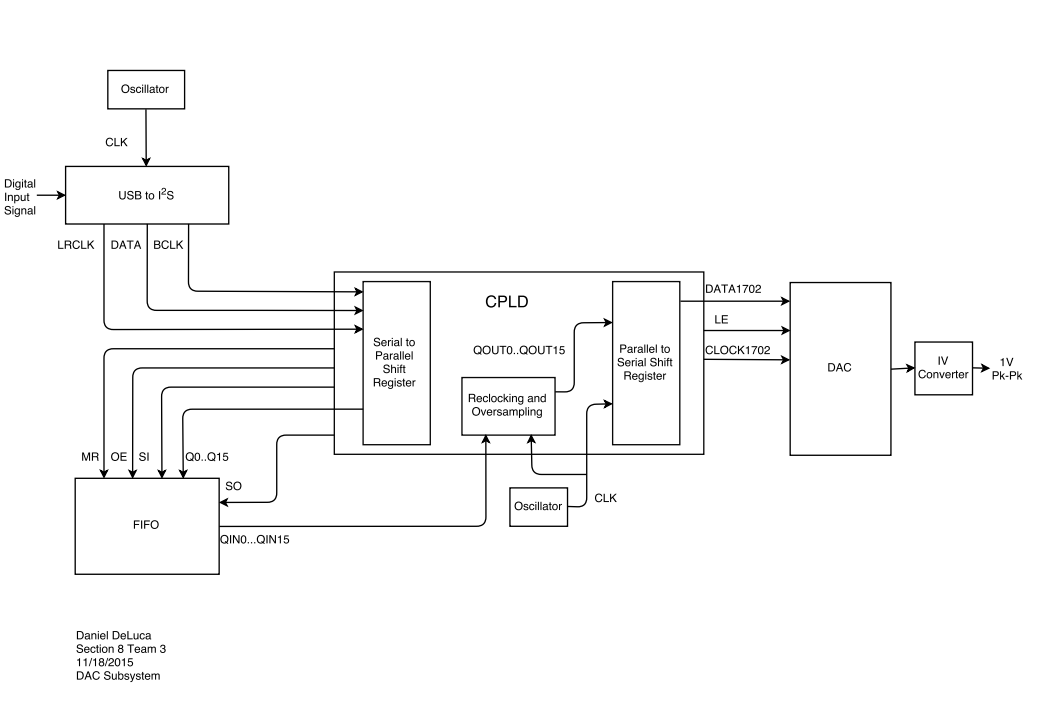 Oscillator
CLK
Digital
Input
Signal
USB to I²S
LRCLK
DATA
BCLK
CPLD
Serial to
Parallel
Shift
Register
QOUT0..QOUT15
Reclocking and
Oversampling
Parallel to
Serial Shift
Register
DATA1702
LE
CLOCK1702
DAC
IV
Converter
1V
Pk-Pk
MR
OE
SI
Q0..Q15
SO
FIFO
QIN0...QIN15
Oscillator
CLK
Daniel DeLuca
Section 8 Team 3
11/18/2015
DAC Subsystem